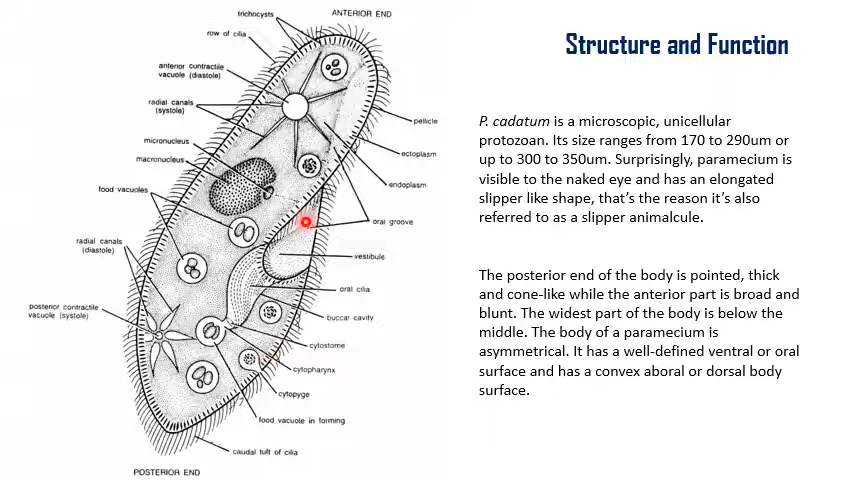 trichocysts
ANTERIOR END
row of cilia
anterior contractile
vacuole (diastole)
radial canals
(systole)
pellicle
micronucleus
ectoplasm
macronucleus
endoplasm
food vacuoles
oral groove
radial canals
(diastole)
vestibule
oral cilia
posterior contractile
vacuole (systole)
buccar cavity
cytostome
cytopharynx
cytopyge
food vacuole in forming
caudal tuft of cilia
POSTERIOR END
Structure and Function
P. cadatum is a microscopic, unicellular
protozoan. Its size ranges from 170 to 290um or
up to 300 to 350um. Surprisingly, paramecium is
visible to the naked eye and has an elongated
slipper like shape, that’s the reason it’s also
referred to as a slipper animalcule.
The posterior end of the body is pointed, thick
and cone-like while the anterior part is broad and
blunt. The widest part of the body is below the
middle. The body of a paramecium is
asymmetrical. It has a well-defined ventral or oral
surface and has a convex aboral or dorsal body
surface.